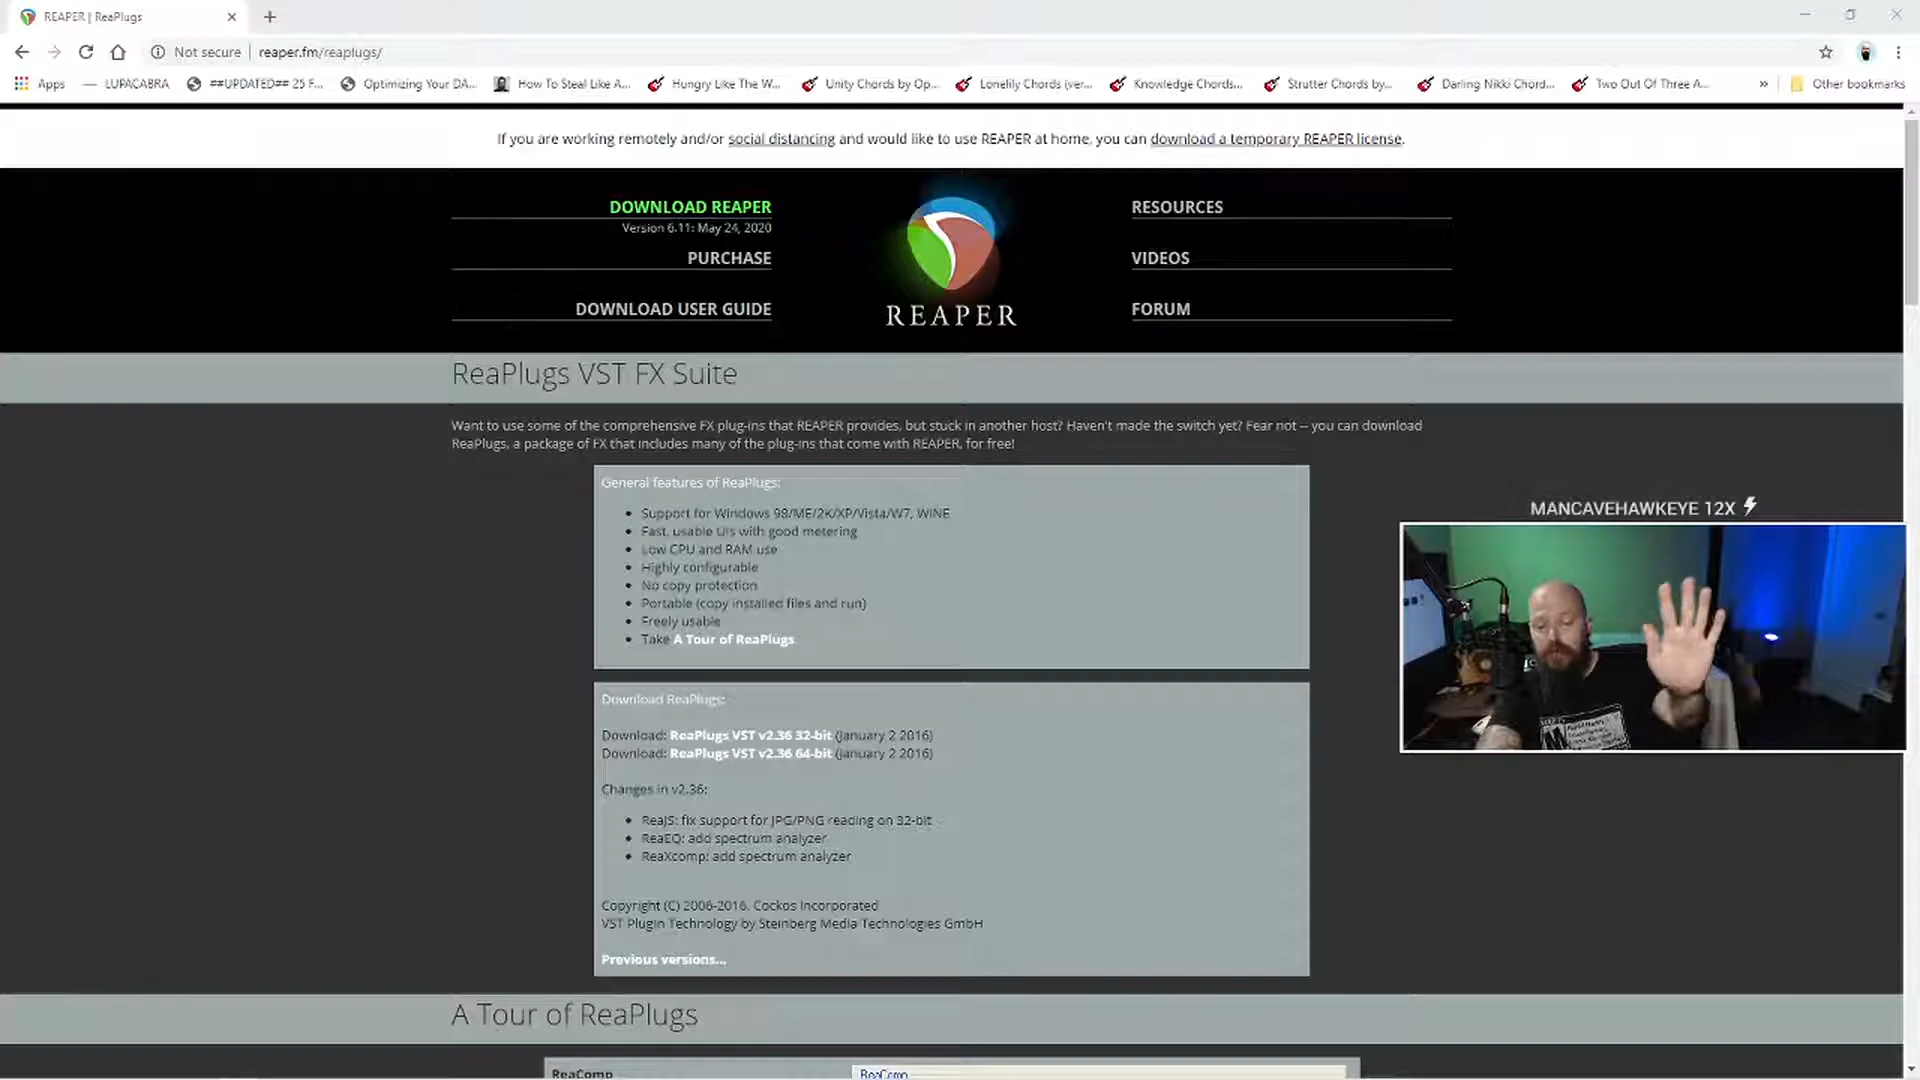 REAPER | ReaPlugs
Not secure
reaper.fm/reaplugs/
Apps
LUPACABRA
##UPDATED## 25 F...
Optimizing Your DA...
How To Steal Like A...
Hungry Like The W...
Unity Chords by Op...
Lonelily Chords (ver...
Knowledge Chords...
Strutter Chords by...
Darling Nikki Chord...
Two Out Of Three A...
»
Other bookmarks
If you are working remotely and/or social distancing and would like to use REAPER at home, you can download a temporary REAPER license.
DOWNLOAD REAPER
Version 6.11: May 24, 2020
PURCHASE
DOWNLOAD USER GUIDE
REAPER
RESOURCES
VIDEOS
FORUM
ReaPlugs VST FX Suite
Want to use some of the comprehensive FX plug-ins that REAPER provides, but stuck in another host? Haven't made the switch yet? Fear not -- you can download
ReaPlugs, a package of FX that includes many of the plug-ins that come with REAPER, for free!
General features of ReaPlugs:
Support for Windows 98/ME/2K/XP/Vista/W7, WINE
Fast, usable UIs with good metering
Low CPU and RAM use
Highly configurable
No copy protection
Portable (copy installed files and run)
Freely usable
Take A Tour of ReaPlugs
MANCAVEHAWKEYE 12X
Download ReaPlugs:
Download: ReaPlugs VST v2.36 32-bit (January 2 2016)
Download: ReaPlugs VST v2.36 64-bit (January 2 2016)
Changes in v2.36:
ReaJS: fix support for JPG/PNG reading on 32-bit
ReaEQ: add spectrum analyzer
ReaXcomp: add spectrum analyzer
Copyright (C) 2006-2016, Cockos Incorporated
VST Plugin Technology by Steinberg Media Technologies GmbH
Previous versions...
A Tour of ReaPlugs
ReaComp
ReaComp